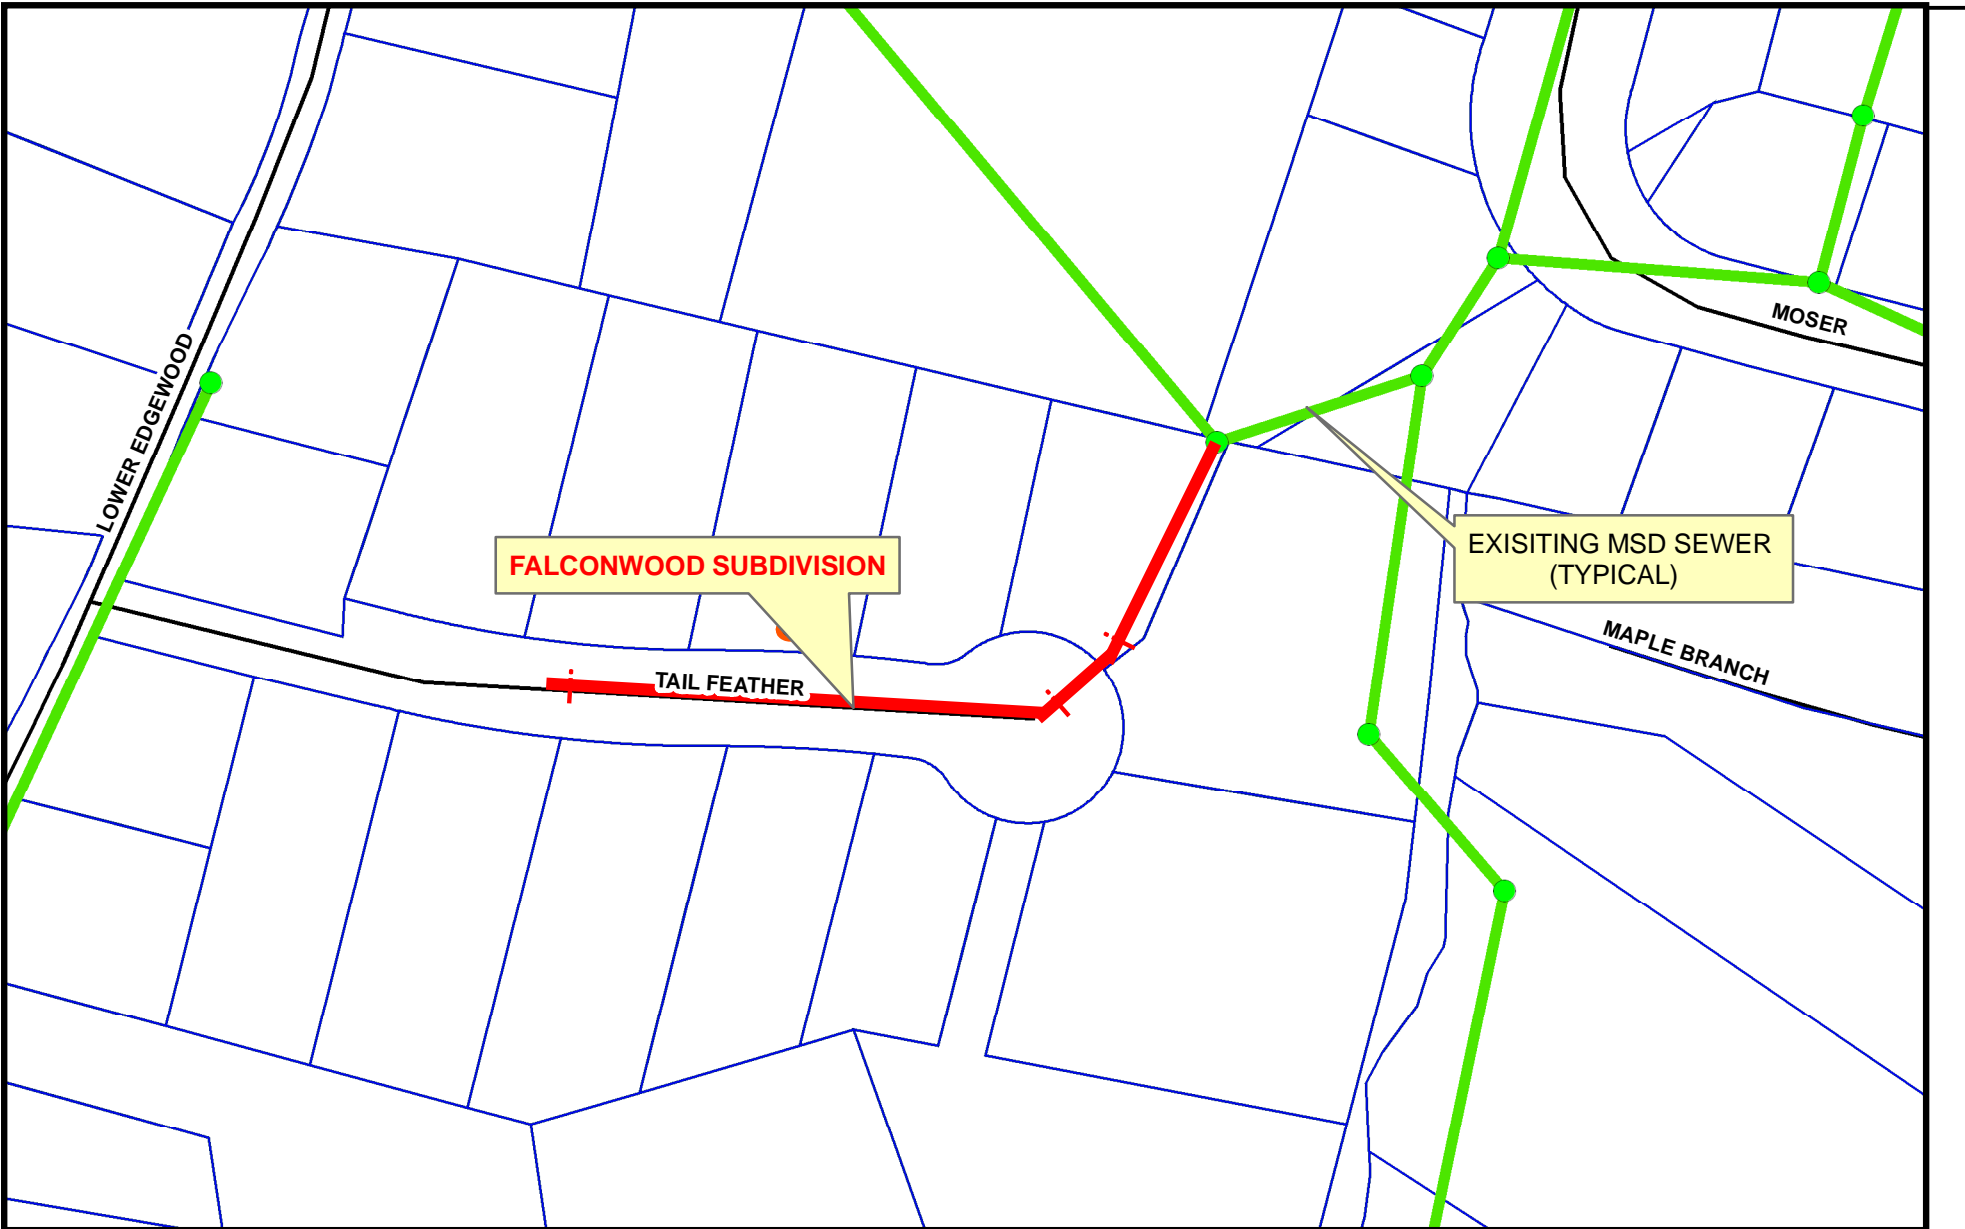 MOSER
LOWER EDGEWOOD
FALCONWOOD SUBDIVISION
EXISITING MSD SEWER
(TYPICAL)
MAPLE BRANCH
TAIL FEATHER